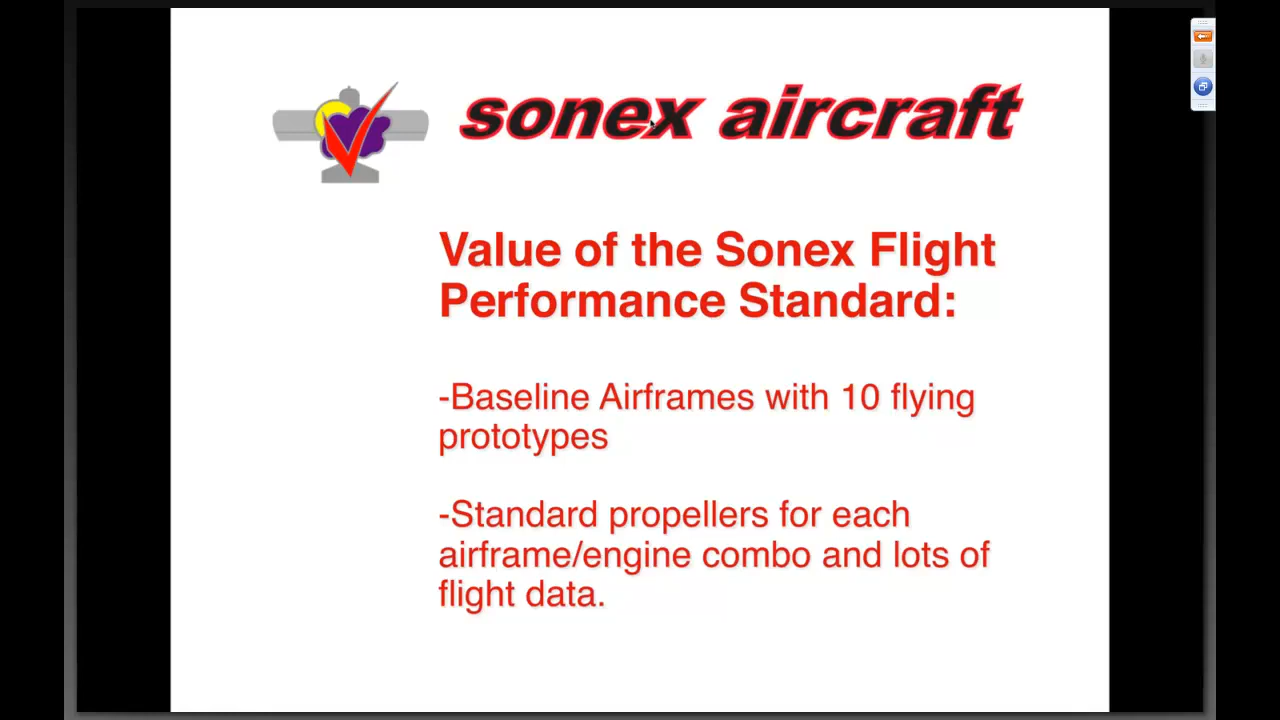 sonex aircraft
Value of the Sonex Flight
Performance Standard:
-Baseline Airframes with 10 flying
prototypes
-Standard propellers for each
airframe/engine combo and lots of
flight data.